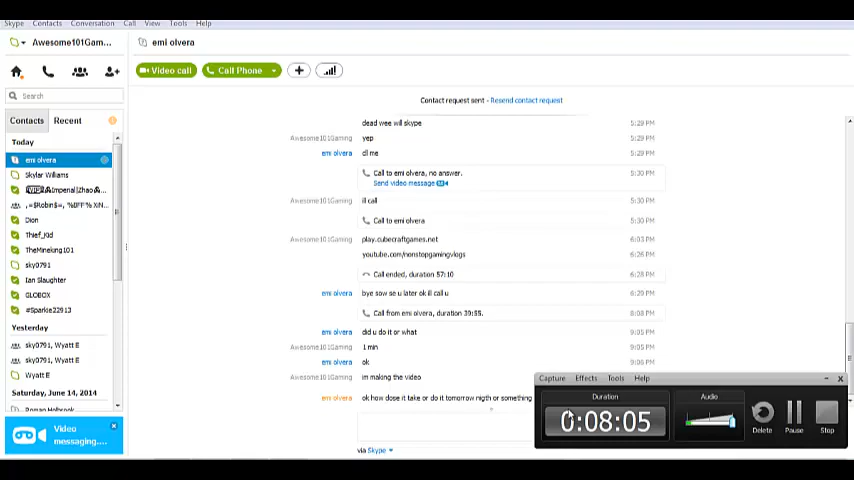 Skype Contacts Conversation Call View Tools Help
Awesome101Gam...
emi olvera
Video call
Call Phone
Search
Contact request sent - Resend contact request
Contacts
Recent
Today
emi olvera
Skylar Williams
Imperial|Zhao
Dion
Thief_Kid
TheMineking101
sky0791
Ian Slaughter
GLOBOX
#Sparkle22913
Yesterday
sky0791, Wyatt E
sky0791, Wyatt E
Wyatt E
Saturday, June 14, 2014
Roman Holbrook
Video
messaging....
dead wee will skype 5:29 PM
Awesome101Gaming yep 5:29 PM
emi olvera cll me 5:29 PM
Call to emi olvera, no answer. 5:30 PM
Send video message
Awesome101Gaming ill call 5:30 PM
Call to emi olvera 5:30 PM
Awesome101Gaming play.cubecraftgames.net 6:03 PM
youtube.com/nonstopgamingvlogs 6:26 PM
Call ended, duration 57:10 6:28 PM
emi olvera bye sow se u later ok ill call u 6:29 PM
Call from emi olvera, duration 39:55. 8:08 PM
emi olvera did u do it or what 9:05 PM
Awesome101Gaming 1 min 9:05 PM
emi olvera ok 9:06 PM
Awesome101Gaming im making the video
emi olvera ok how dose it take or do it tomorrow nigth or something
via Skype
Capture Effects Tools Help
Duration
0:08:05
Audio
Delete
Pause
Stop